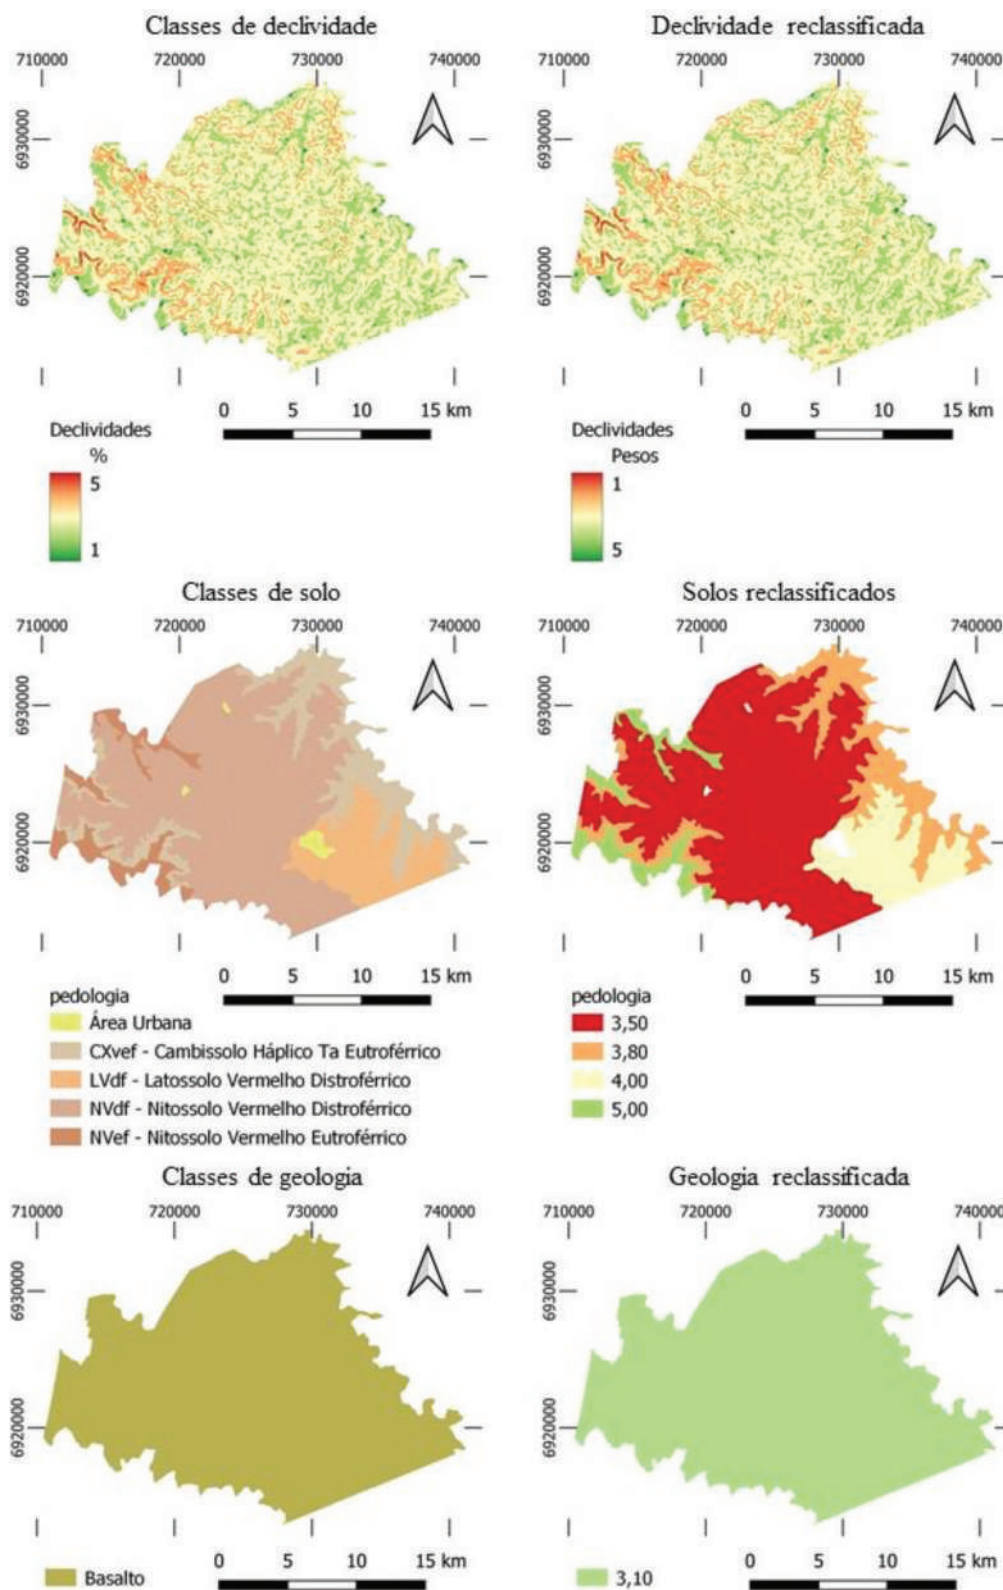 Classes de declividade
710000 720000 730000 740000
6930000
6920000
0 5 10 15 km
Declividades
%
5
1
Declividade reclassificada
710000 720000 730000 740000
6930000
6920000
0 5 10 15 km
Declividades
Pesos
1
5
Classes de solo
710000 720000 730000 740000
6930000
6920000
0 5 10 15 km
pedologia
Área Urbana
CXvef - Cambissolo Háplico Ta Eutroférrico
LVdf - Latossolo Vermelho Distroférrico
NVdf - Nitossolo Vermelho Distroférrico
NVef - Nitossolo Vermelho Eutroférrico
Solos reclassificados
710000 720000 730000 740000
6930000
6920000
0 5 10 15 km
pedologia
3,50
3,80
4,00
5,00
Classes de geologia
710000 720000 730000 740000
6930000
6920000
0 5 10 15 km
Basalto
Geologia reclassificada
710000 720000 730000 740000
6930000
6920000
0 5 10 15 km
3,10